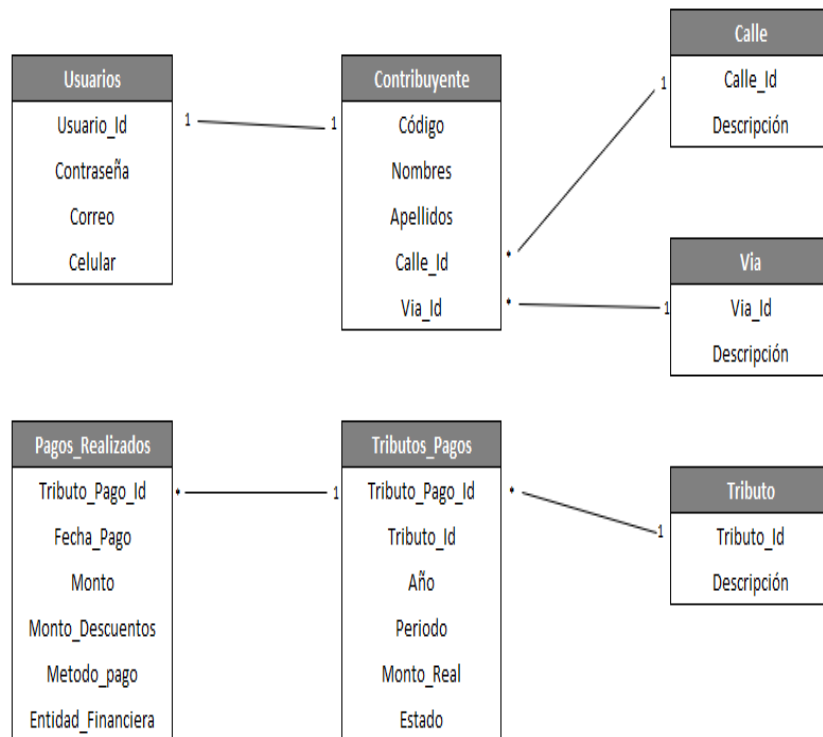 Usuarios
Usuario_Id
Contraseña
Correo
Celular
1
1
Contribuyente
Código
Nombres
Apellidos
Calle_Id
Via_Id
*
*
1
Calle
Calle_Id
Descripción
1
Via
Via_Id
Descripción
Pagos_Realizados
Tributo_Pago_Id
Fecha_Pago
Monto
Monto_Descuentos
Metodo_pago
Entidad_Financiera
*
1
Tributos_Pagos
Tributo_Pago_Id
Tributo_Id
Año
Periodo
Monto_Real
Estado
*
1
Tributo
Tributo_Id
Descripción